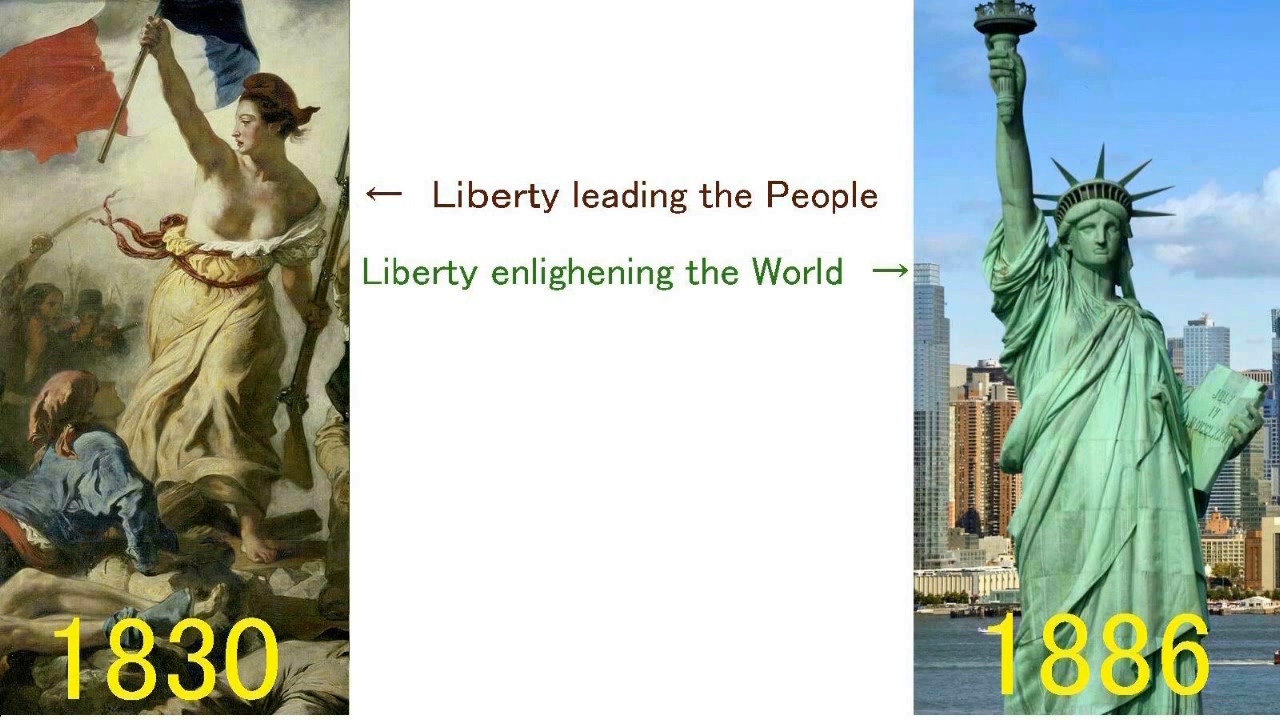 ← Liberty leading the People
Liberty enlighening the World →
1830
1886